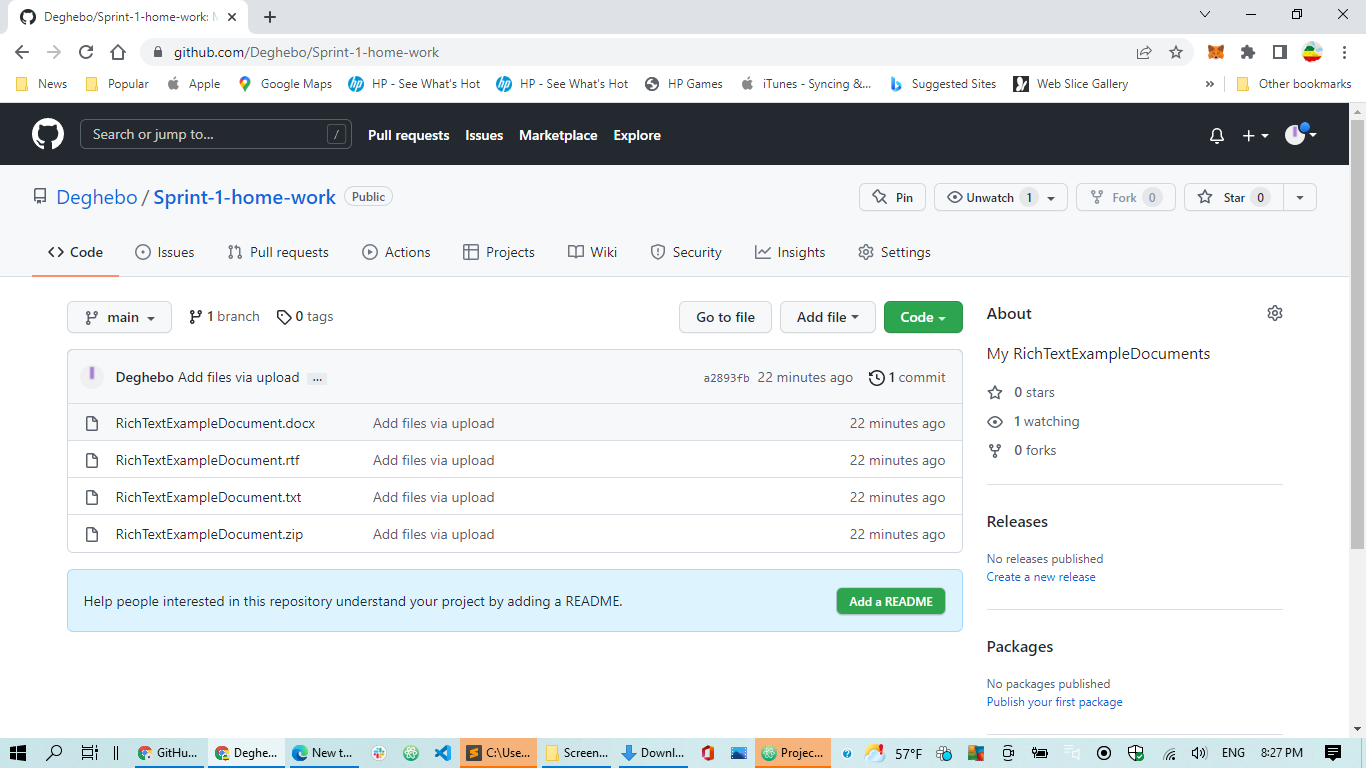 Deghebo/Sprint-1-home-work: M
github.com/Deghebo/Sprint-1-home-work
News Popular Apple Google Maps HP - See What's Hot HP - See What's Hot HP Games iTunes - Syncing &... Suggested Sites Web Slice Gallery » Other bookmarks
Search or jump to... / Pull requests Issues Marketplace Explore
Deghebo / Sprint-1-home-work Public Pin Unwatch 1 Fork 0 Star 0
Code Issues Pull requests Actions Projects Wiki Security Insights Settings
main 1 branch 0 tags Go to file Add file Code
Deghebo Add files via upload ... a2893fb 22 minutes ago 1 commit
RichTextExampleDocument.docx Add files via upload 22 minutes ago
RichTextExampleDocument.rtf Add files via upload 22 minutes ago
RichTextExampleDocument.txt Add files via upload 22 minutes ago
RichTextExampleDocument.zip Add files via upload 22 minutes ago
Help people interested in this repository understand your project by adding a README. Add a README
About
My RichTextExampleDocuments
0 stars
1 watching
0 forks
Releases
No releases published
Create a new release
Packages
No packages published
Publish your first package
GitHu... Deghe... New t... C:\Use... Screen... Downl... Projec... 57°F ENG 8:27 PM